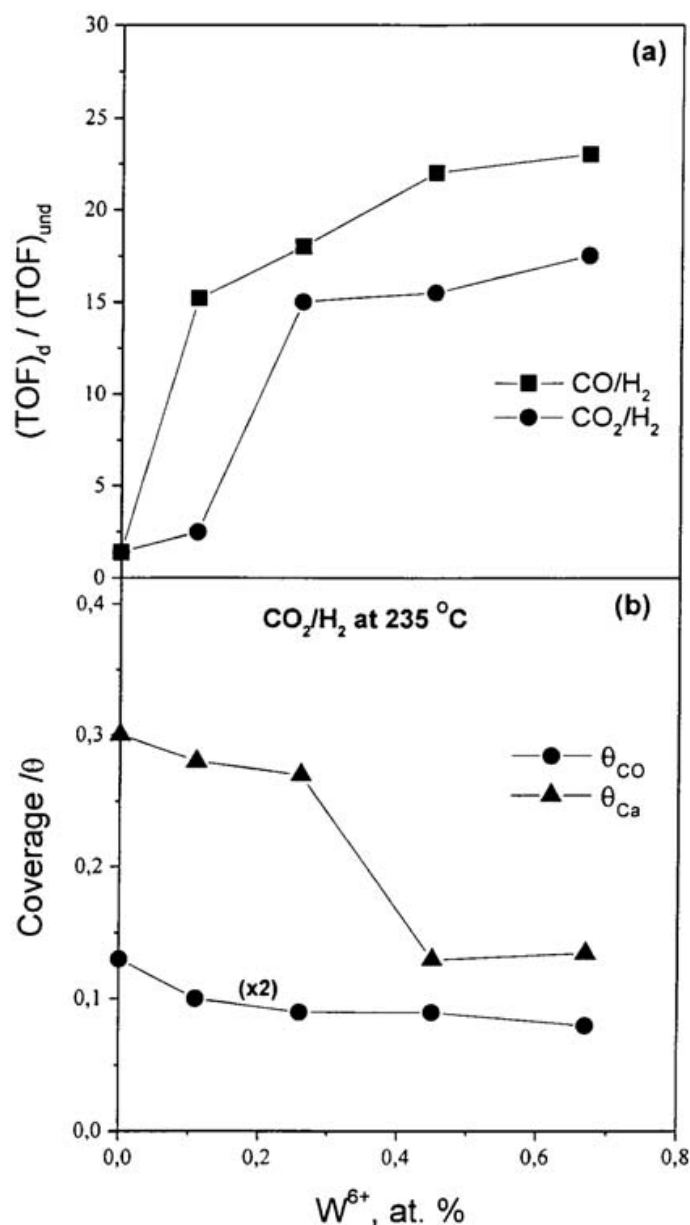 (a)
30
25
20
15
10
5
0
(TOF)d / (TOF)und
CO/H2
CO2/H2
(b)
CO2/H2 at 235 °C
0,4
0,3
0,2
0,1
0,0
Coverage /θ
θCO
θCa
(x2)
0,0 0,2 0,4 0,6 0,8
W6+, at. %